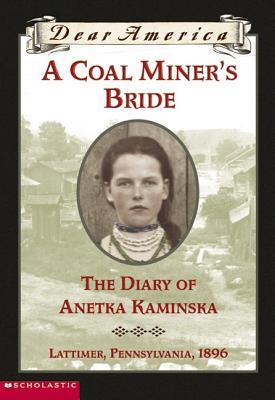 Dear America
A COAL MINER'S
BRIDE
THE DIARY OF
ANETKA KAMINSKA
LATTIMER, PENNSYLVANIA, 1896
SCHOLASTIC